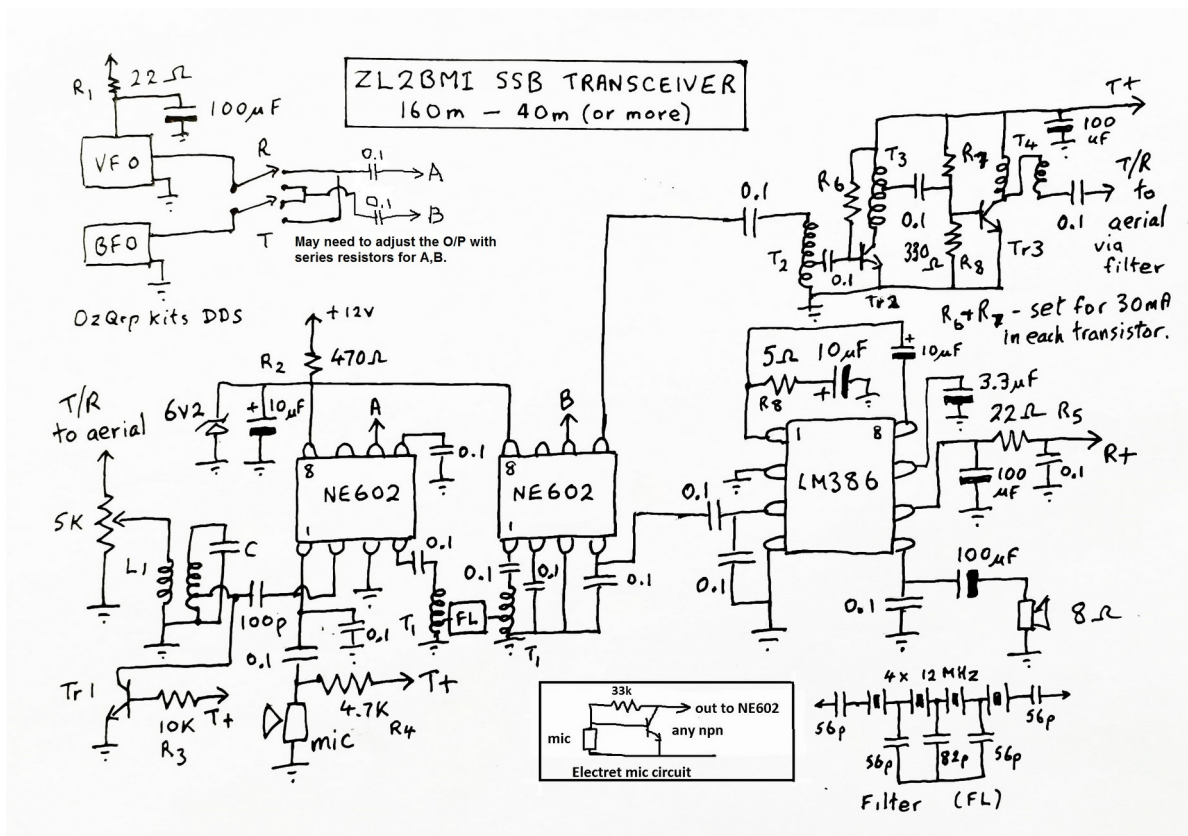 ZL2BMI SSB TRANSCEIVER
160m – 40m (or more)
R1
22Ω
100µF
VFO
BFO
R
T
0.1
A
0.1
B
May need to adjust the O/P with
series resistors for A,B.
OzQrp kits DDS
T+
100
uF
R6
T3
R7
T4
T/R
to
aerial
via
filter
0.1
T2
0.1
Tr2
0.1
330
Ω
R8
Tr3
0.1
R6+R7 - set for 30mA
in each transistor.
+12V
R2
470Ω
6V2
+
10µF
A
B
8
NE602
1
0.1
8
NE602
1
T/R
to aerial
5K
L1
C
100p
0.1
0.1
0.1
T1
FL
T1
0.1
0.1
0.1
Tr1
10K
R3
T+
mic
4.7K
R4
T+
5Ω
R8
10µF
+
+
10µF
3.3µF
1
8
LM386
22Ω
R5
R+
100
µF
0.1
0.1
0.1
0.1
100µF
8Ω
33k
out to NE602
mic
any npn
Electret mic circuit
4x 12MHz
56p
56p
56p
82p
56p
Filter (FL)